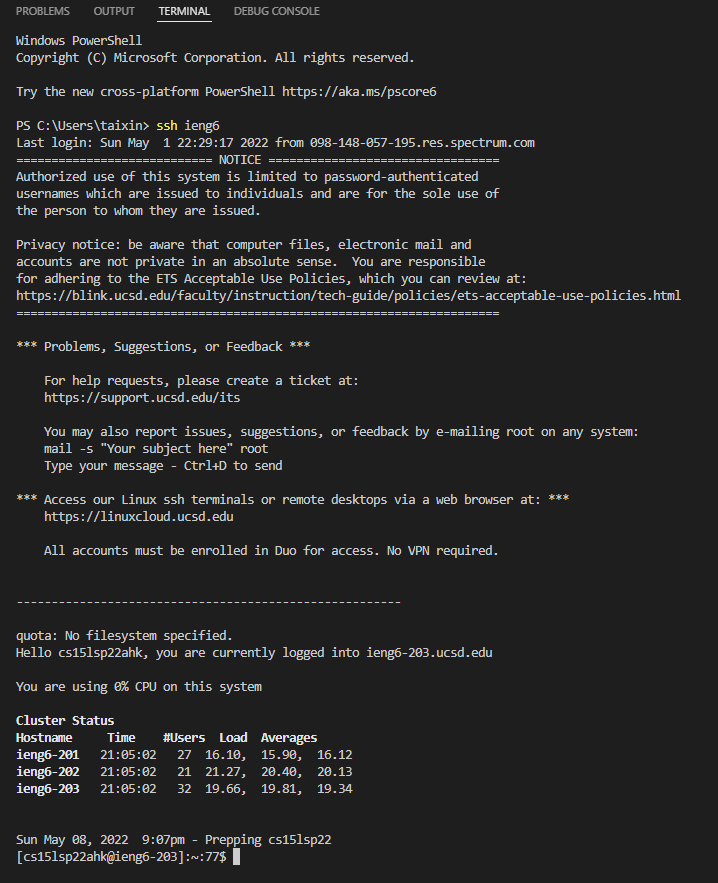 PROBLEMS OUTPUT TERMINAL DEBUG CONSOLE
Windows PowerShell
Copyright (C) Microsoft Corporation. All rights reserved.
Try the new cross-platform PowerShell https://aka.ms/pscore6
PS C:\Users\taixin> ssh ieng6
Last login: Sun May  1 22:29:17 2022 from 098-148-057-195.res.spectrum.com
============================ NOTICE =================================
Authorized use of this system is limited to password-authenticated
usernames which are issued to individuals and are for the sole use of
the person to whom they are issued.
Privacy notice: be aware that computer files, electronic mail and
accounts are not private in an absolute sense.  You are responsible
for adhering to the ETS Acceptable Use Policies, which you can review at:
https://blink.ucsd.edu/faculty/instruction/tech-guide/policies/ets-acceptable-use-policies.html
=====================================================================
*** Problems, Suggestions, or Feedback ***
For help requests, please create a ticket at:
https://support.ucsd.edu/its
You may also report issues, suggestions, or feedback by e-mailing root on any system:
mail -s "Your subject here" root
Type your message - Ctrl+D to send
*** Access our Linux ssh terminals or remote desktops via a web browser at: ***
https://linuxcloud.ucsd.edu
All accounts must be enrolled in Duo for access. No VPN required.
-------------------------------------------------------
quota: No filesystem specified.
Hello cs15lsp22ahk, you are currently logged into ieng6-203.ucsd.edu
You are using 0% CPU on this system
Cluster Status
Hostname     Time    #Users  Load  Averages
ieng6-201   21:05:02   27  16.10,  15.90,  16.12
ieng6-202   21:05:02   21  21.27,  20.40,  20.13
ieng6-203   21:05:02   32  19.66,  19.81,  19.34
Sun May 08, 2022  9:07pm - Prepping cs15lsp22
[cs15lsp22ahk@ieng6-203]:~:77$